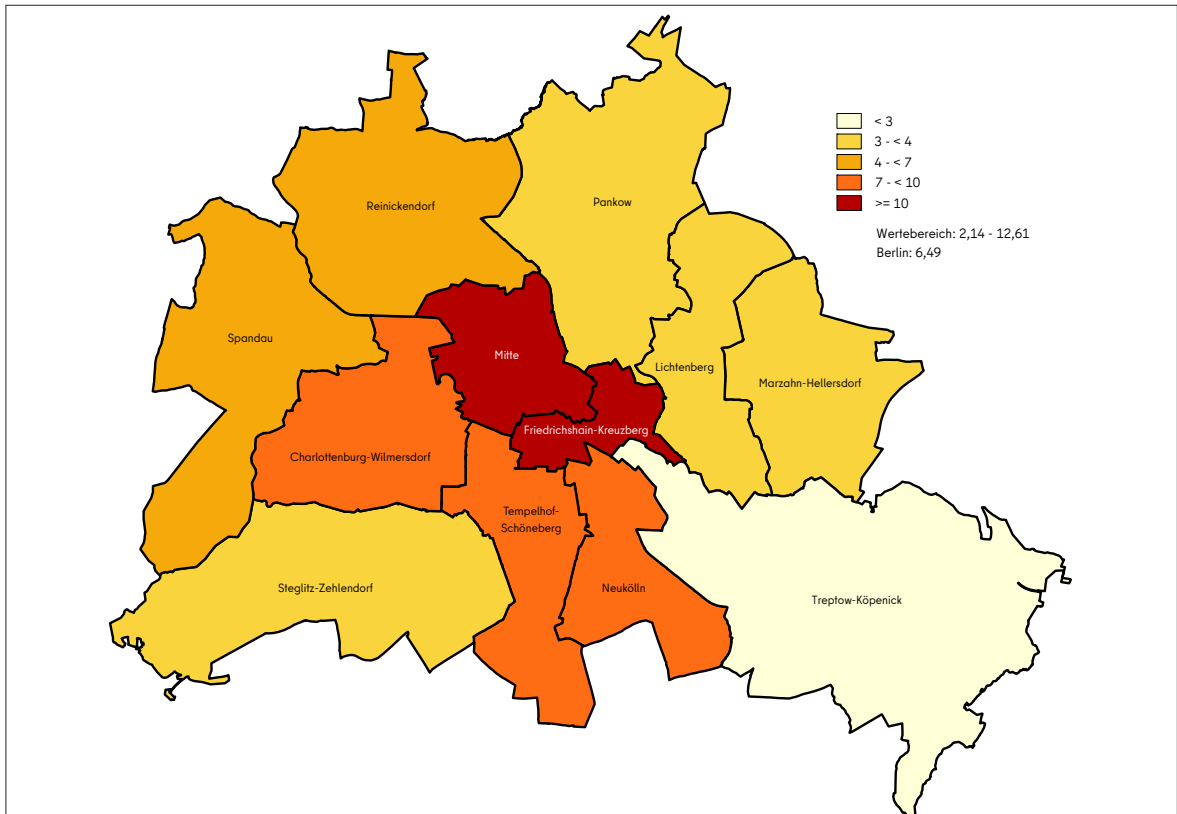 < 3
3 - < 4
4 - < 7
7 - < 10
>= 10
Wertebereich: 2,14 - 12,61
Berlin: 6,49
Reinickendorf
Pankow
Spandau
Mitte
Lichtenberg
Marzahn-Hellersdorf
Friedrichshain-Kreuzberg
Charlottenburg-Wilmersdorf
Tempelhof-
Schöneberg
Steglitz-Zehlendorf
Neukölln
Treptow-Köpenick